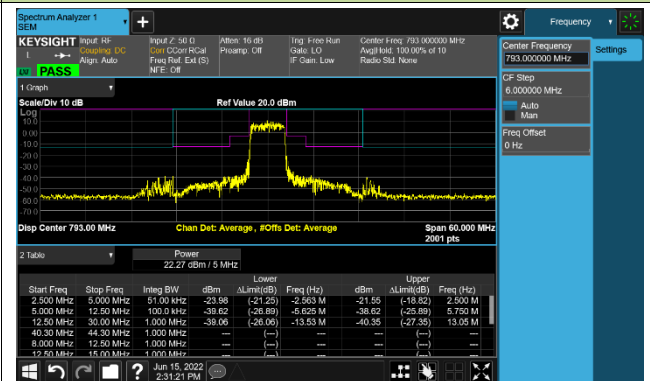 Spectrum Analyzer 1
SEM
Frequency
KEYSIGHT Input: RF
Coupling: DC
Align: Auto
Input Z: 50 Ω
Corr CCorr RCal
Freq Ref: Ext (S)
NFE: Off
Atten: 16 dB
Preamp: Off
Trig: Free Run
Gate: LO
IF Gain: Low
Center Freq: 793.000000 MHz
Avg|Hold: 100.00% of 10
Radio Std: None
PASS
Center Frequency
793.000000 MHz
Settings
CF Step
6.000000 MHz
Auto
Man
Freq Offset
0 Hz
1 Graph
Scale/Div 10 dB
Ref Value 20.0 dBm
Log
10.0
0.00
-10.0
-20.0
-30.0
-40.0
-50.0
-60.0
-70.0
Disp Center 793.00 MHz
Chan Det: Average , #Offs Det: Average
Span 60.000 MHz
2001 pts
2 Table
Power
22.27 dBm / 5 MHz
Lower Upper
Start Freq Stop Freq Integ BW dBm ΔLimit(dB) Freq (Hz) dBm ΔLimit(dB) Freq (Hz)
2.500 MHz 5.000 MHz 51.00 kHz -23.98 (-21.25) -2.563 M -21.55 (-18.82) 2.500 M
5.000 MHz 12.50 MHz 100.0 kHz -39.62 (-26.89) -5.625 M -38.62 (-25.89) 5.750 M
12.50 MHz 30.00 MHz 1.000 MHz -39.06 (-26.06) -13.53 M -40.35 (-27.35) 13.05 M
40.30 MHz 44.30 MHz 1.000 MHz --- (---) --- --- (---) ---
8.000 MHz 12.50 MHz 1.000 MHz --- (---) --- --- (---) ---
12.50 MHz 15.00 MHz 1.000 MHz --- (---) --- --- (---) ---
Jun 15, 2022
2:31:21 PM